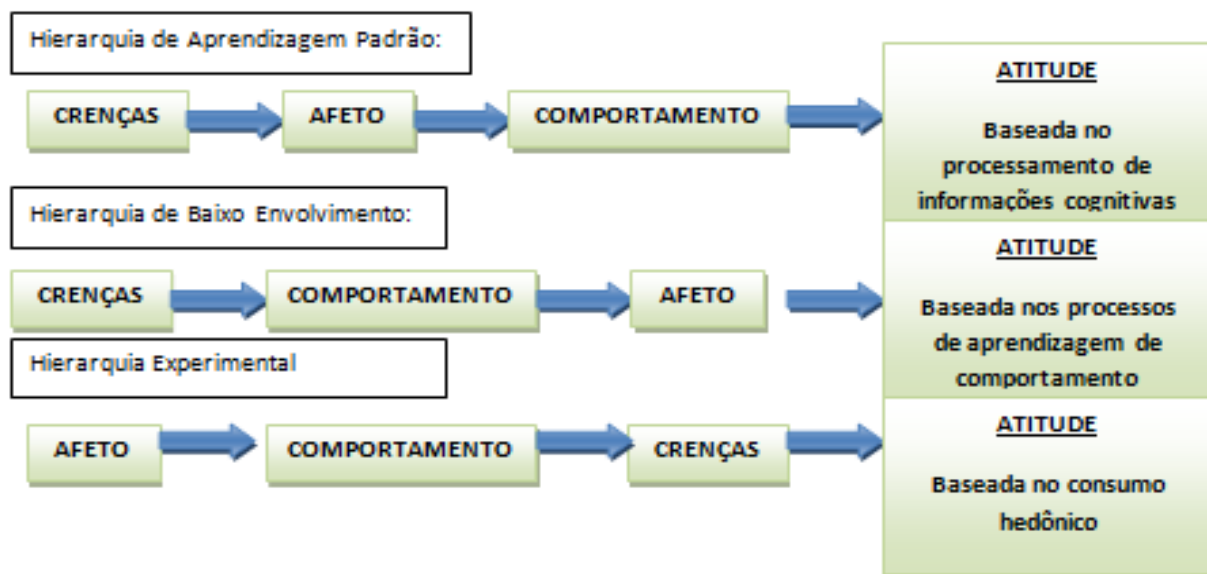 Hierarquia de Aprendizagem Padrão:
CRENÇAS
AFETO
COMPORTAMENTO
ATITUDE
Baseada no
processamento de
informações cognitivas
Hierarquia de Baixo Envolvimento:
CRENÇAS
COMPORTAMENTO
AFETO
ATITUDE
Baseada nos processos
de aprendizagem de
comportamento
Hierarquia Experimental
AFETO
COMPORTAMENTO
CRENÇAS
ATITUDE
Baseada no consumo
hedônico